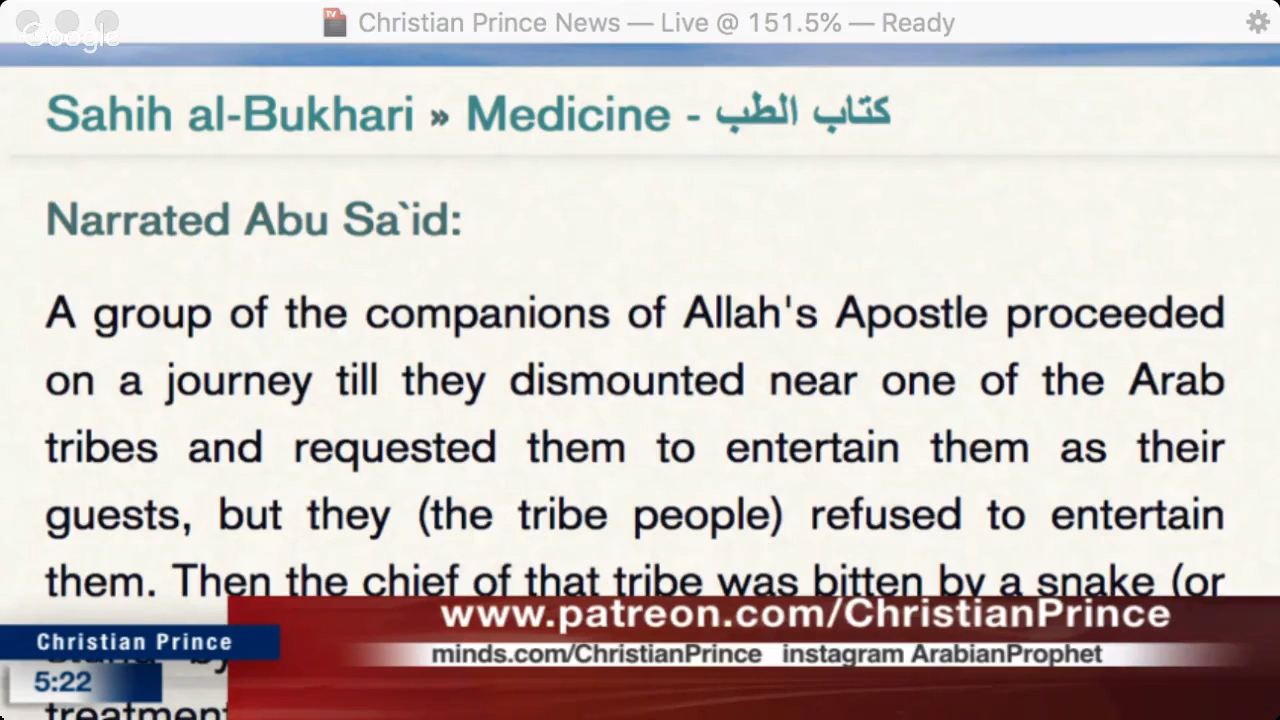 Christian Prince News — Live @ 151.5% — Ready
Google
Sahih al-Bukhari » Medicine - كتاب الطب
Narrated Abu Sa`id:
A group of the companions of Allah's Apostle proceeded
on a journey till they dismounted near one of the Arab
tribes and requested them to entertain them as their
guests, but they (the tribe people) refused to entertain
them. Then the chief of that tribe was bitten by a snake (or
by
treatment
www.patreon.com/ChristianPrince
minds.com/ChristianPrince instagram ArabianProphet
Christian Prince
5:22